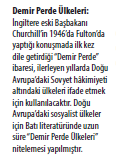 Demir Perde Ülkeleri:
İngiltere eski Başbakanı
Churchill'in 1946'da Fulton'da
yaptığı konuşmada ilk kez
dile getirdiği "Demir Perde"
ibaresi, ilerleyen yıllarda Doğu
Avrupa'daki Sovyet hâkimiyeti
altındaki ülkeleri ifade etmek
için kullanılacaktır. Doğu
Avrupa'daki sosyalist ülkeler
için Batı literatüründe uzun
süre "Demir Perde Ülkeleri"
nitelemesi yapılmıştır.